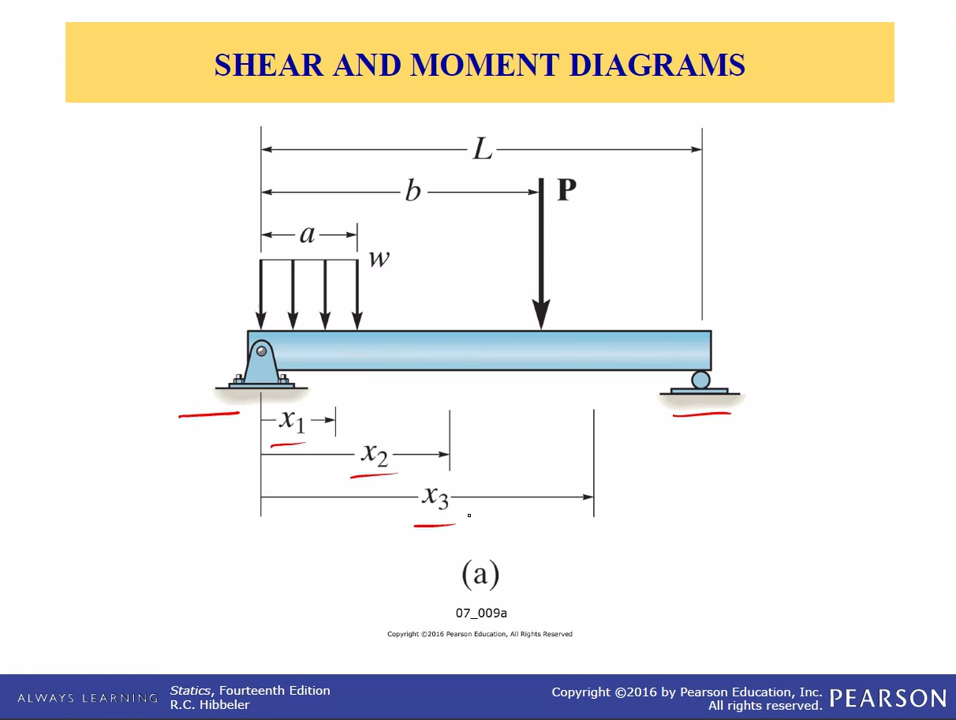 SHEAR AND MOMENT DIAGRAMS
L
b
P
a
w
x1
x2
x3
(a)
07_009a
Copyright ©2016 Pearson Education, All Rights Reserved
ALWAYS LEARNING
Statics, Fourteenth Edition
R.C. Hibbeler
Copyright ©2016 by Pearson Education, Inc.
All rights reserved.
PEARSON